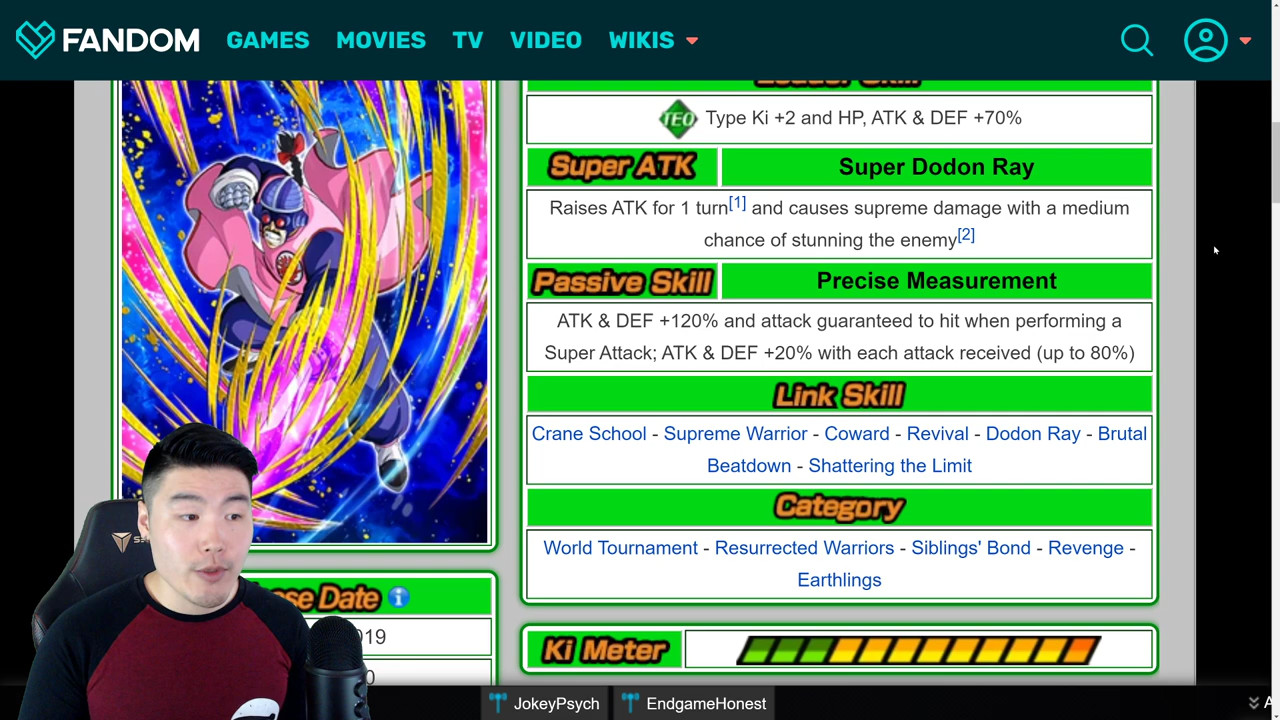 FANDOM GAMES MOVIES TV VIDEO WIKIS
Leader Skill
TEQ Type Ki +2 and HP, ATK & DEF +70%
Super ATK Super Dodon Ray
Raises ATK for 1 turn[1] and causes supreme damage with a medium
chance of stunning the enemy[2]
Passive Skill Precise Measurement
ATK & DEF +120% and attack guaranteed to hit when performing a
Super Attack; ATK & DEF +20% with each attack received (up to 80%)
Link Skill
Crane School - Supreme Warrior - Coward - Revival - Dodon Ray - Brutal
Beatdown - Shattering the Limit
Category
World Tournament - Resurrected Warriors - Siblings' Bond - Revenge -
Earthlings
Date
019
Ki Meter
0
JokeyPsych EndgameHonest